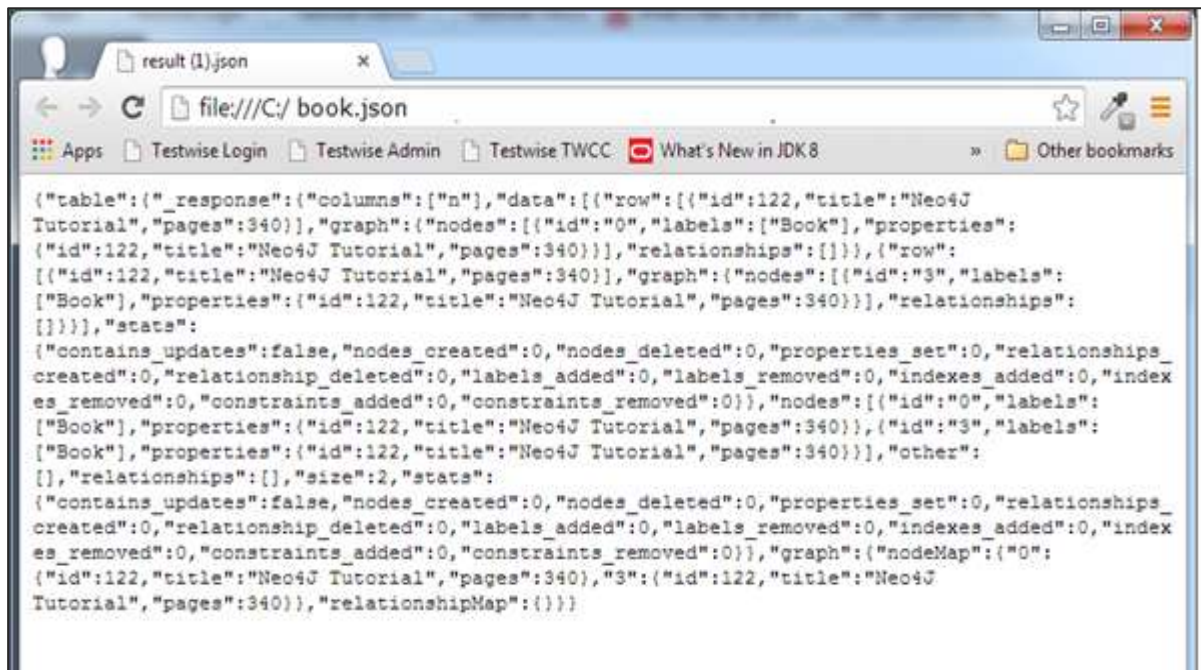 result (1).json
file:///C:/ book.json
Apps Testwise Login Testwise Admin Testwise TWCC What's New in JDK 8 » Other bookmarks
{"table":{"_response":{"columns":["n"],"data":[{"row":[{"id":122,"title":"Neo4J
Tutorial","pages":340}],"graph":{"nodes":[{"id":"0","labels":["Book"],"properties":
{"id":122,"title":"Neo4J Tutorial","pages":340}}],"relationships":[]}},{"row":
[{"id":122,"title":"Neo4J Tutorial","pages":340}],"graph":{"nodes":[{"id":"3","labels":
["Book"],"properties":{"id":122,"title":"Neo4J Tutorial","pages":340}}],"relationships":
[]}}],"stats":
{"contains_updates":false,"nodes_created":0,"nodes_deleted":0,"properties_set":0,"relationships_
created":0,"relationship_deleted":0,"labels_added":0,"labels_removed":0,"indexes_added":0,"index
es_removed":0,"constraints_added":0,"constraints_removed":0}},"nodes":[{"id":"0","labels":
["Book"],"properties":{"id":122,"title":"Neo4J Tutorial","pages":340}},{"id":"3","labels":
["Book"],"properties":{"id":122,"title":"Neo4J Tutorial","pages":340}}],"other":
[],"relationships":[],"size":2,"stats":
{"contains_updates":false,"nodes_created":0,"nodes_deleted":0,"properties_set":0,"relationships_
created":0,"relationship_deleted":0,"labels_added":0,"labels_removed":0,"indexes_added":0,"index
es_removed":0,"constraints_added":0,"constraints_removed":0}},"graph":{"nodeMap":{"0":
{"id":122,"title":"Neo4J Tutorial","pages":340},"3":{"id":122,"title":"Neo4J
Tutorial","pages":340}},"relationshipMap":{}}}